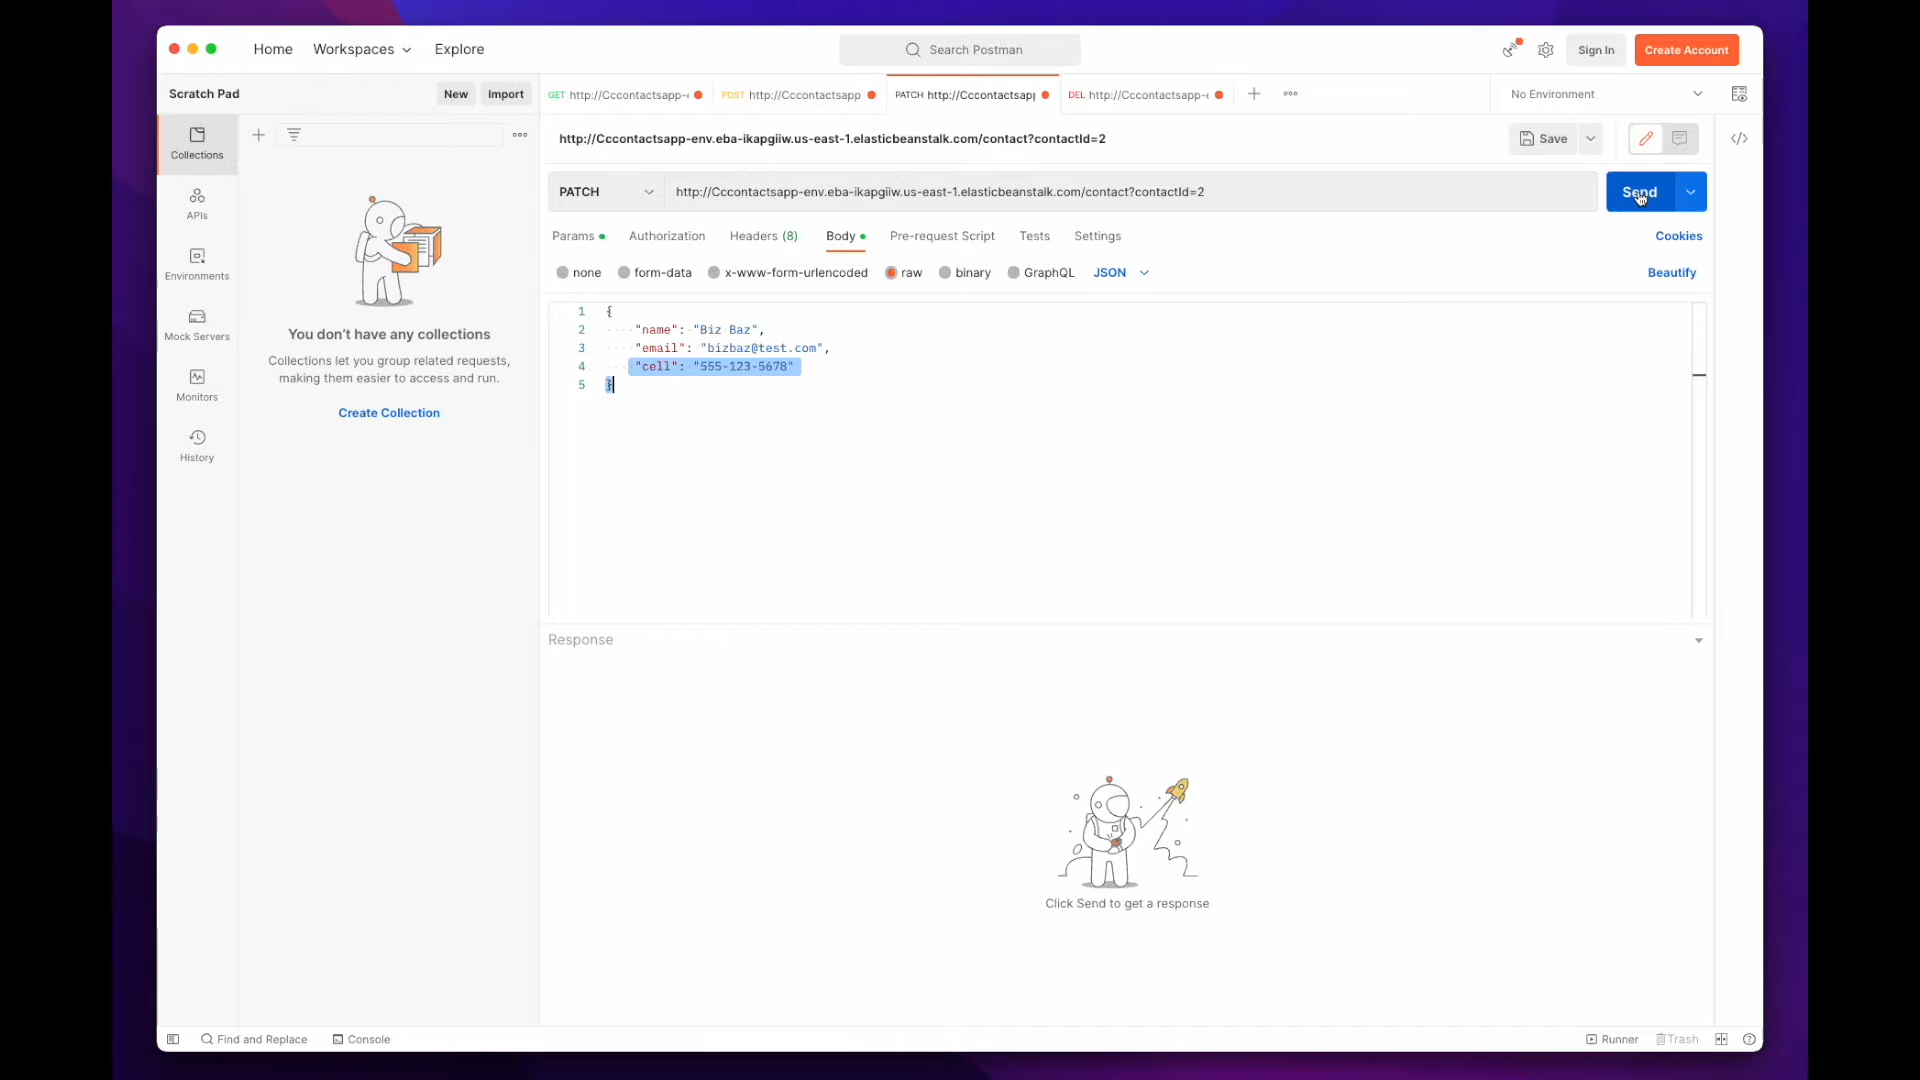 Home Workspaces Explore
Search Postman
Sign In Create Account
Scratch Pad New Import
GET http://Cccontactsapp- POST http://Cccontactsapp PATCH http://Cccontactsap DEL http://Cccontactsapp-
No Environment
http://Cccontactsapp-env.eba-ikapgiiw.us-east-1.elasticbeanstalk.com/contact?contactId=2
Save
Collections
APIs
Environments
Mock Servers
Monitors
History
You don't have any collections
Collections let you group related requests,
making them easier to access and run.
Create Collection
PATCH http://Cccontactsapp-env.eba-ikapgiiw.us-east-1.elasticbeanstalk.com/contact?contactId=2
Send
Params Authorization Headers (8) Body Pre-request Script Tests Settings
Cookies
none form-data x-www-form-urlencoded raw binary GraphQL JSON
Beautify
1 {
2 "name": "Biz Baz",
3 "email": "bizbaz@test.com",
4 "cell": "555-123-5678"
5 }
Response
Click Send to get a response
Find and Replace Console
Runner Trash